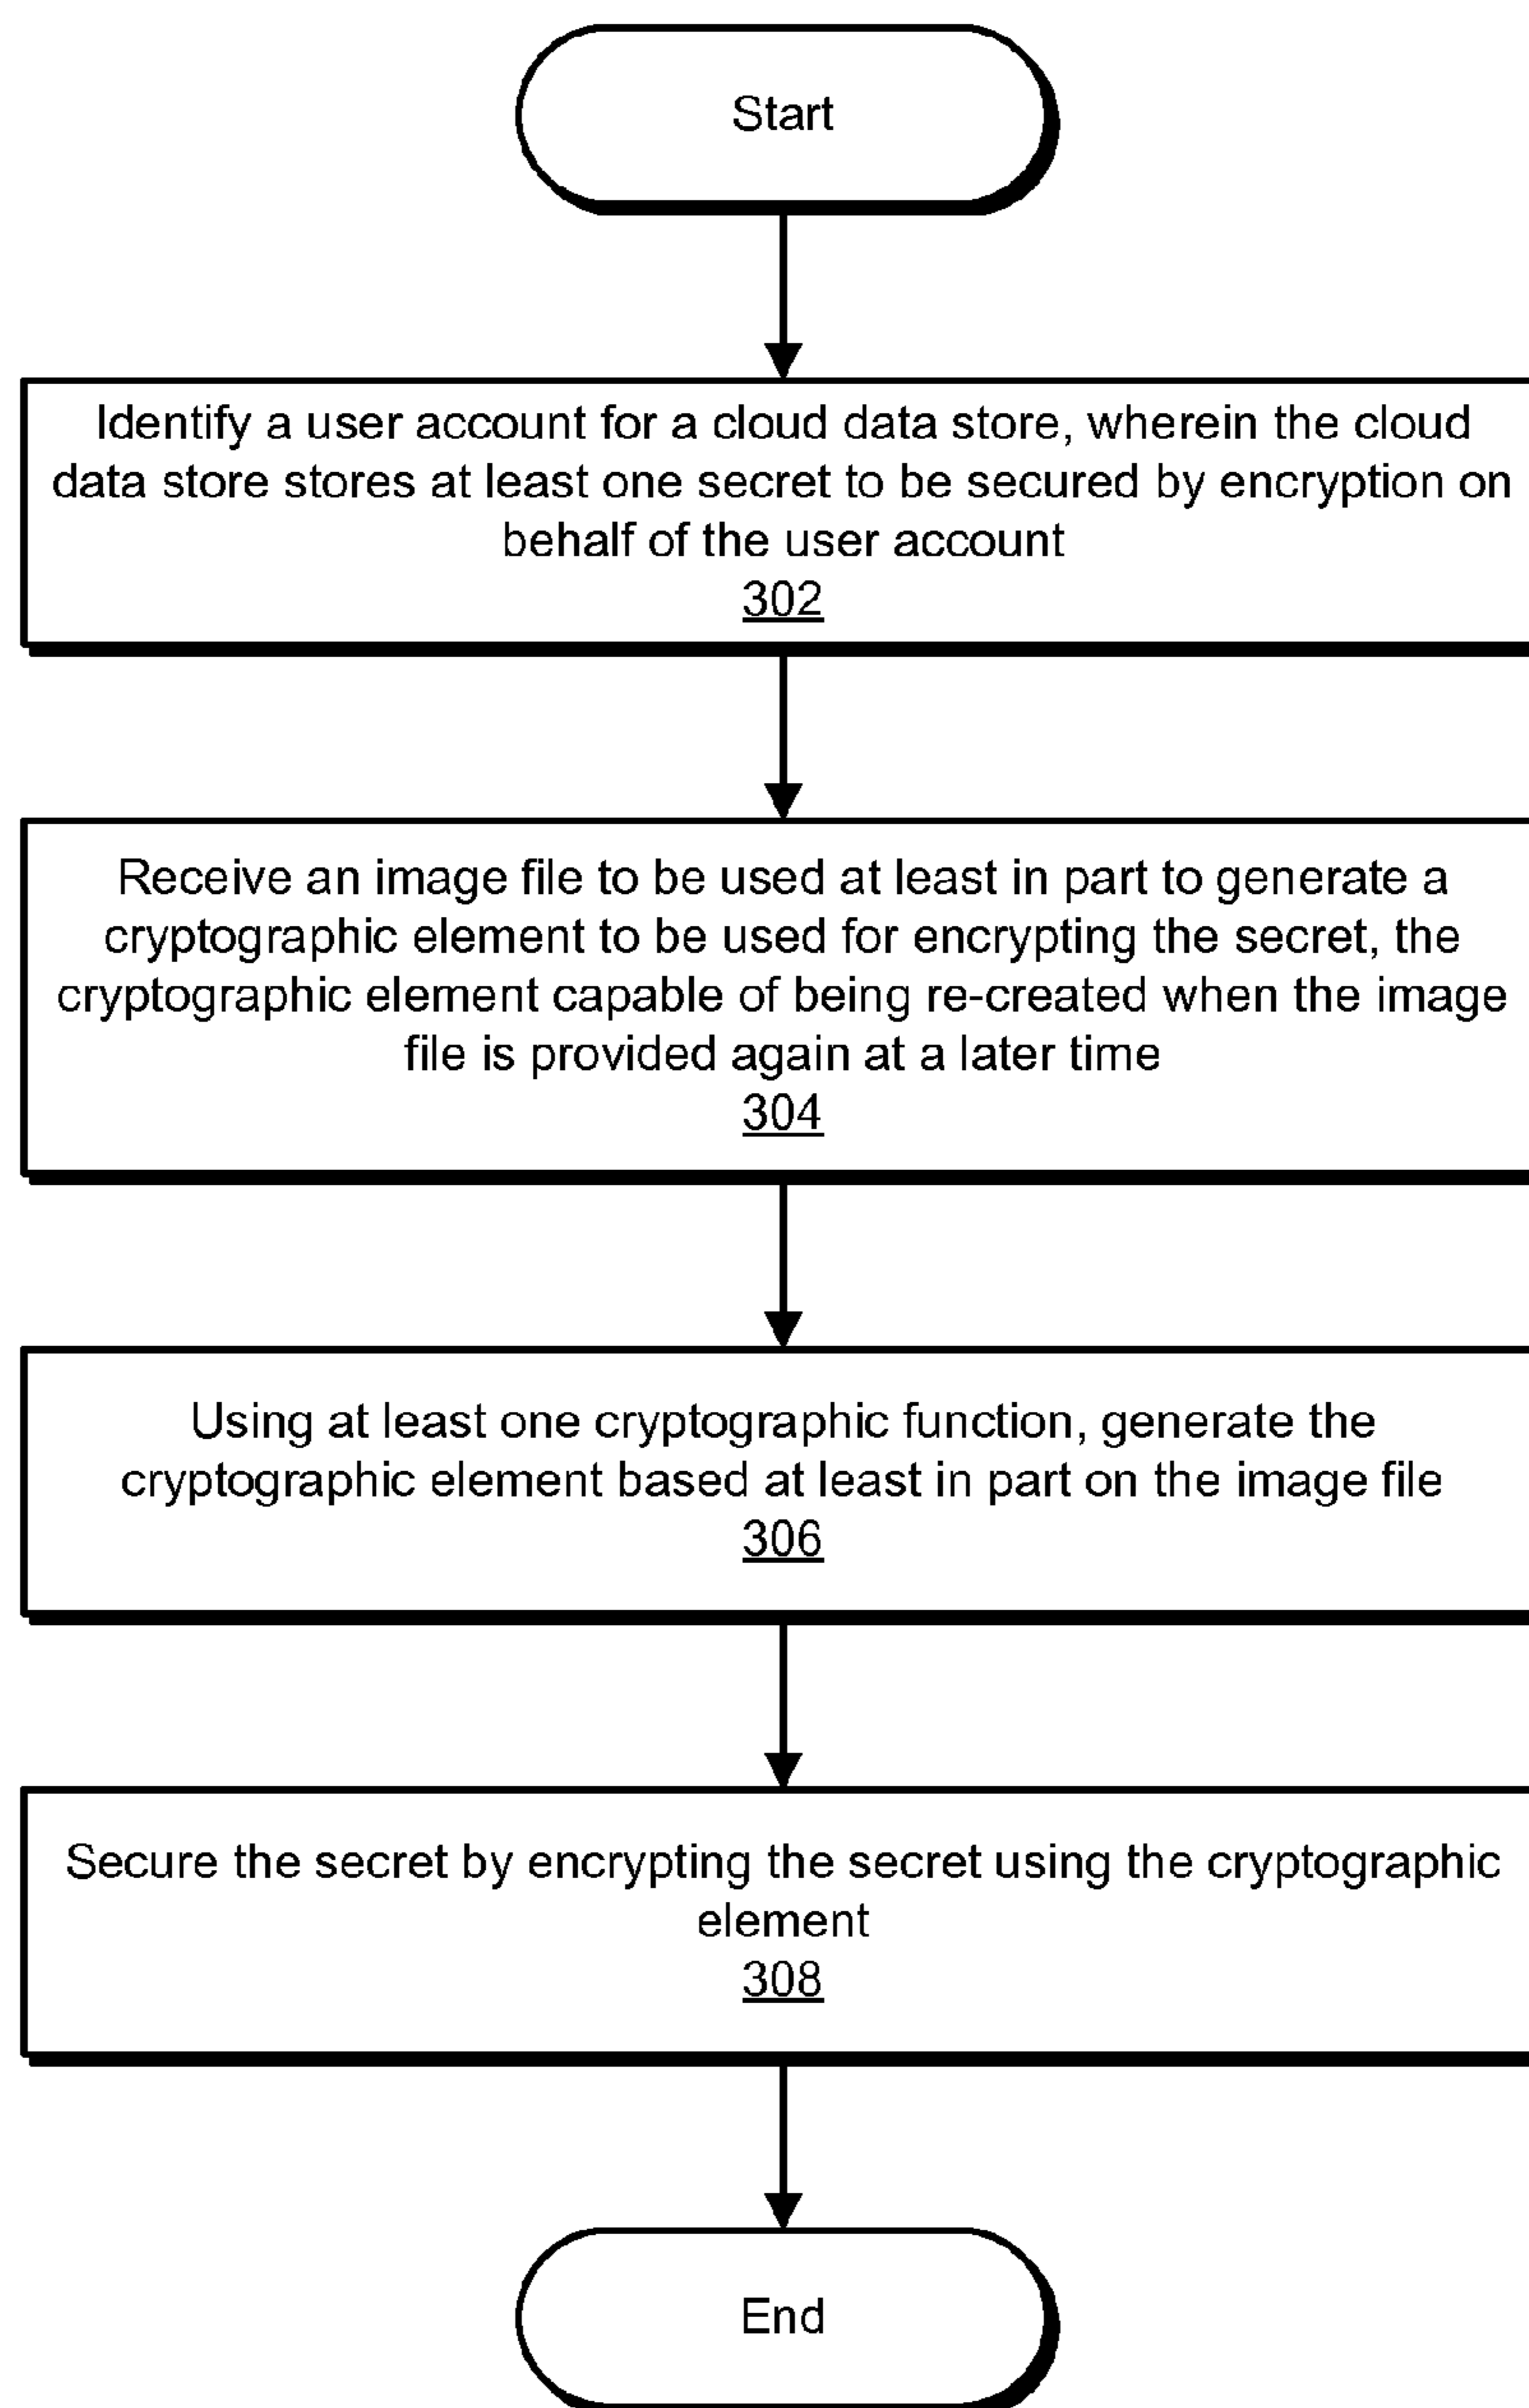 Start
Identify a user account for a cloud data store, wherein the cloud
data store stores at least one secret to be secured by encryption on
behalf of the user account
302
Receive an image file to be used at least in part to generate a
cryptographic element to be used for encrypting the secret, the
cryptographic element capable of being re-created when the image
file is provided again at a later time
304
Using at least one cryptographic function, generate the
cryptographic element based at least in part on the image file
306
Secure the secret by encrypting the secret using the cryptographic
element
308
End